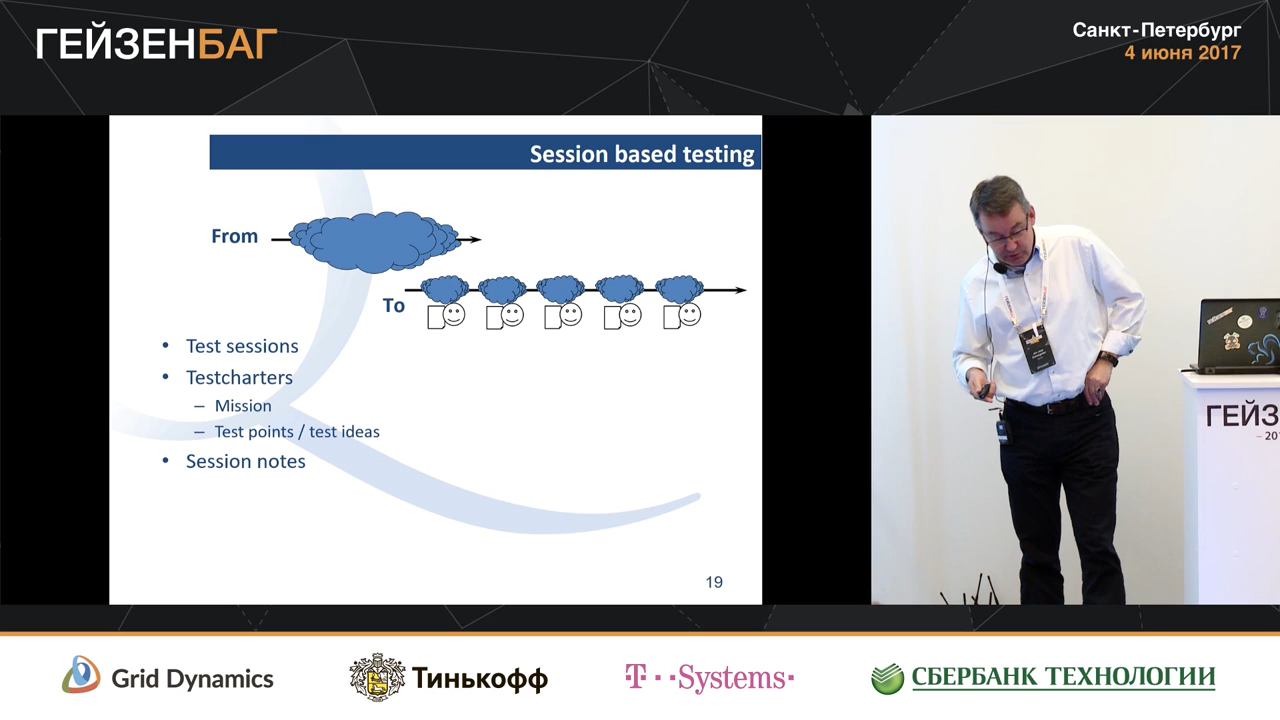 ГЕЙЗЕНБАГ
Санкт-Петербург
4 июня 2017
Session based testing
From
To
• Test sessions
• Testcharters
– Mission
– Test points / test ideas
• Session notes
19
ГЕЙЗ
– 20
Grid Dynamics
Тинькофф
T··Systems·
СБЕРБАНК ТЕХНОЛОГИИ